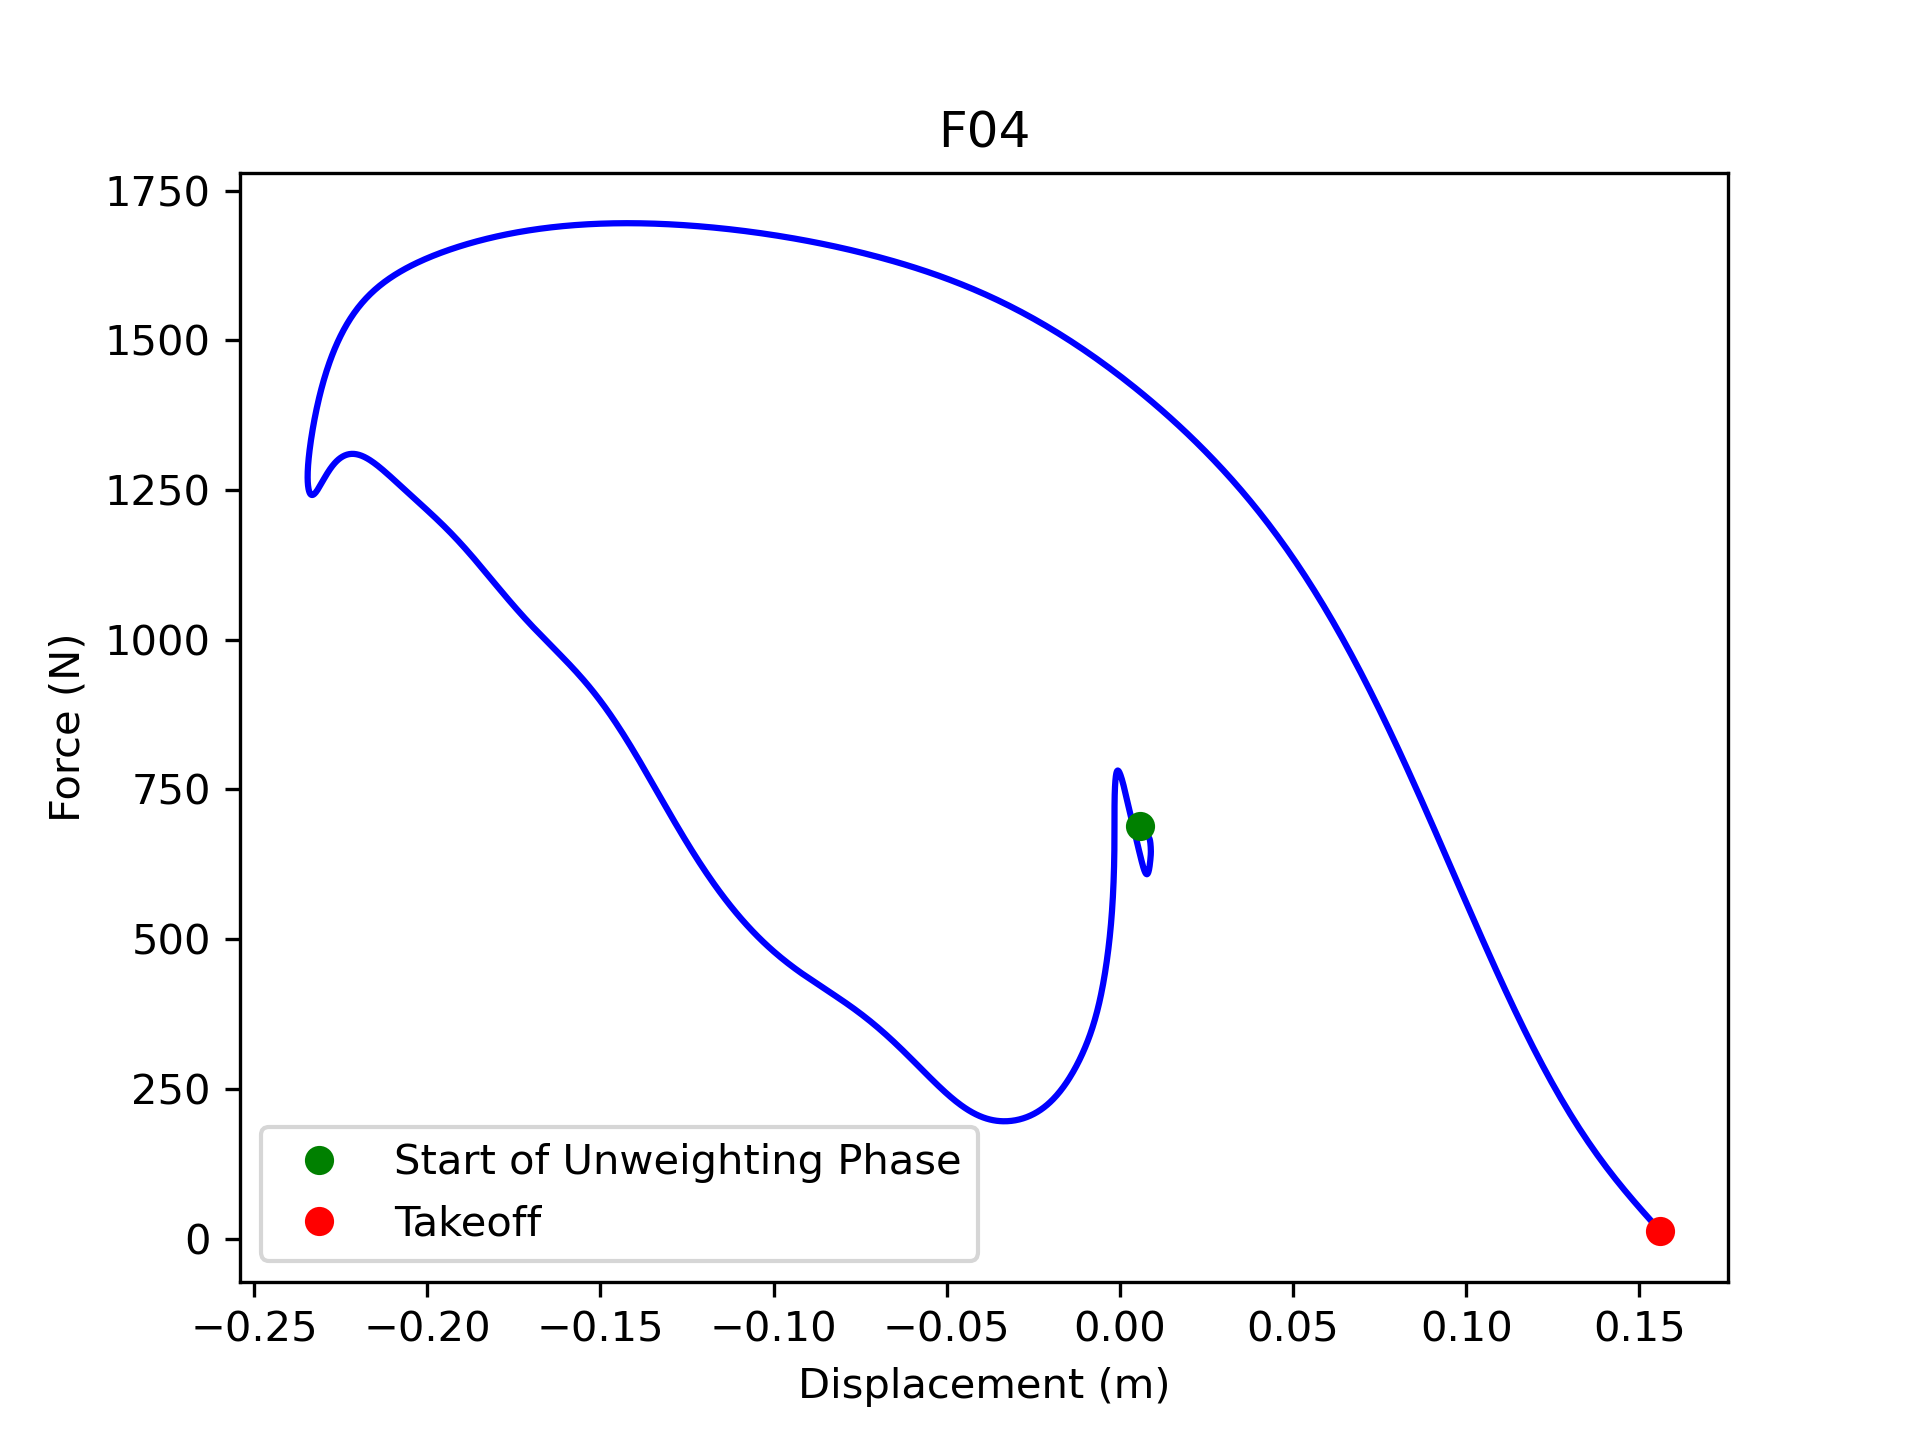 F04
1750
1500
1250
1000
750
500
250
0
Force (N)
Start of Unweighting Phase
Takeoff
−0.25 −0.20 −0.15 −0.10 −0.05 0.00 0.05 0.10 0.15
Displacement (m)